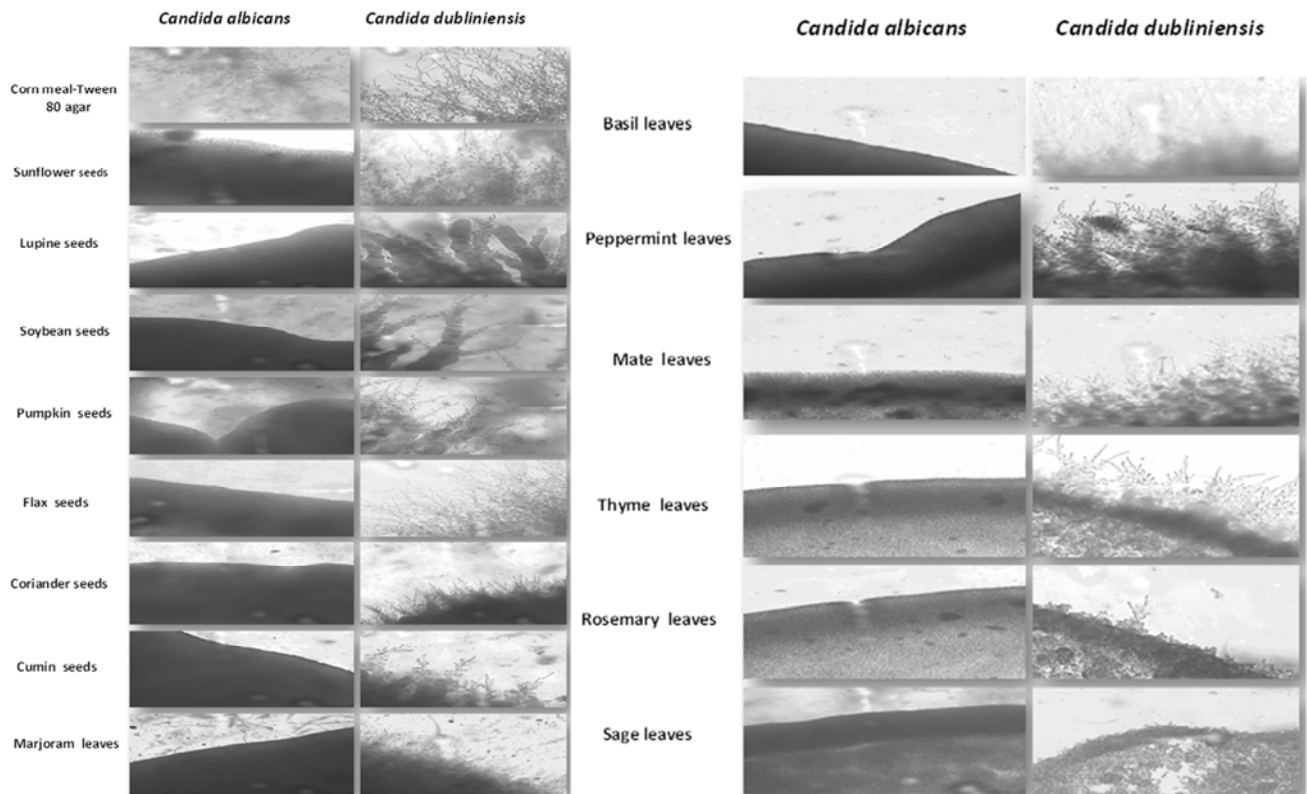 Candida albicans
Candida dubliniensis
Corn meal-Tween
80 agar
Sunflower seeds
Lupine seeds
Soybean seeds
Pumpkin seeds
Flax seeds
Coriander seeds
Cumin seeds
Marjoram leaves
Candida albicans
Candida dubliniensis
Basil leaves
Peppermint leaves
Mate leaves
Thyme leaves
Rosemary leaves
Sage leaves